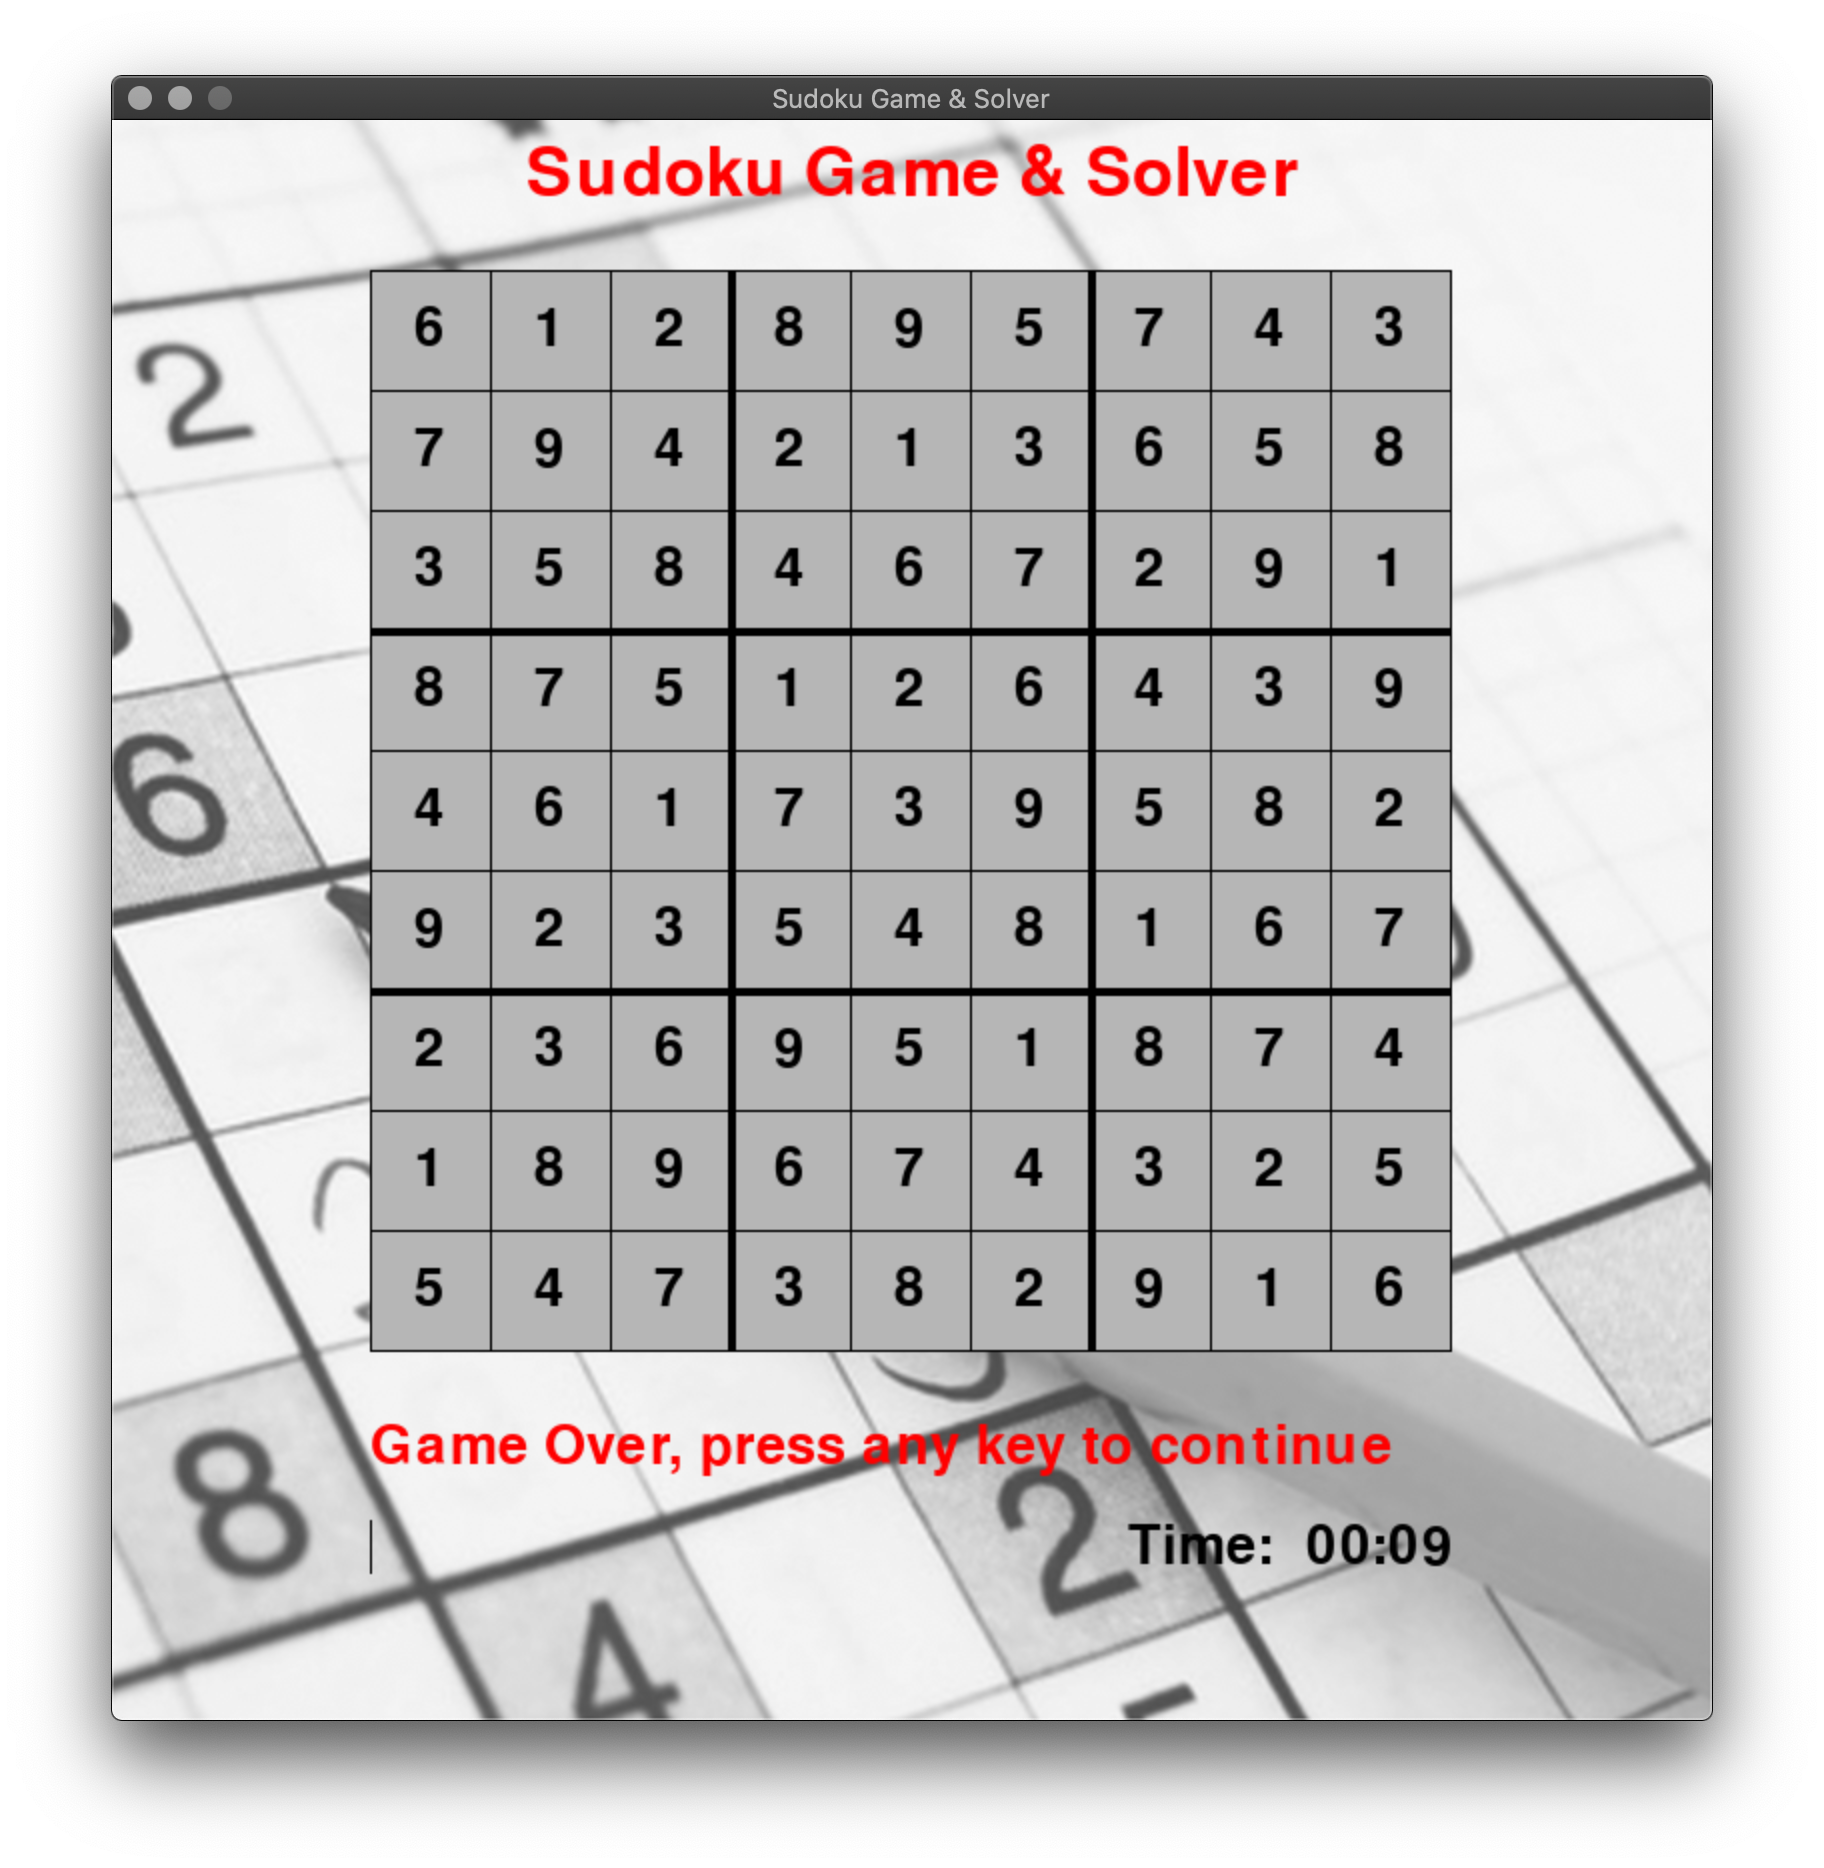 Sudoku Game & Solver
Sudoku Game & Solver
6 1 2 8 9 5 7 4 3
7 9 4 2 1 3 6 5 8
3 5 8 4 6 7 2 9 1
8 7 5 1 2 6 4 3 9
4 6 1 7 3 9 5 8 2
9 2 3 5 4 8 1 6 7
2 3 6 9 5 1 8 7 4
1 8 9 6 7 4 3 2 5
5 4 7 3 8 2 9 1 6
Game Over, press any key to continue
Time: 00:09
2
6
8
2
4